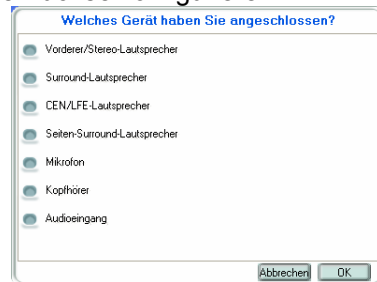 Welches Gerät haben Sie angeschlossen?
Vorderer/Stereo-Lautsprecher
Surround-Lautsprecher
CEN/LFE-Lautsprecher
Seiten-Surround-Lautsprecher
Mikrofon
Kopfhörer
Audioeingang
Abbrechen OK